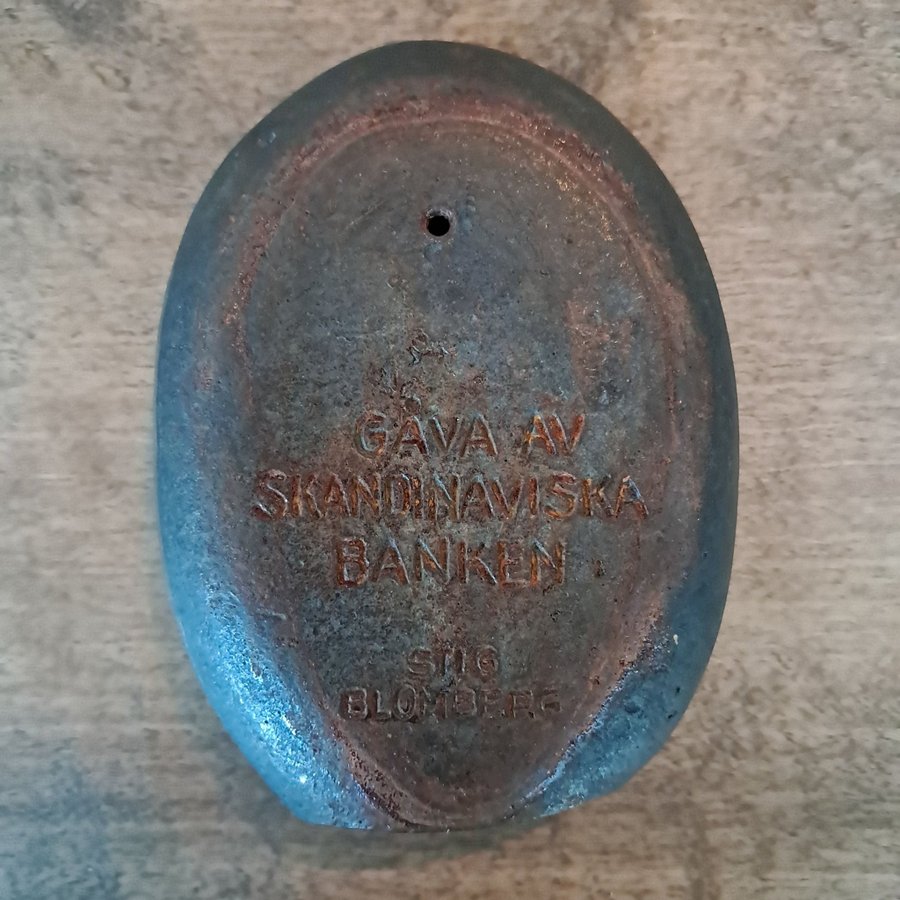 GÅVA AV
SKANDINAVISKA
BANKEN
STIG
BLOMBERG